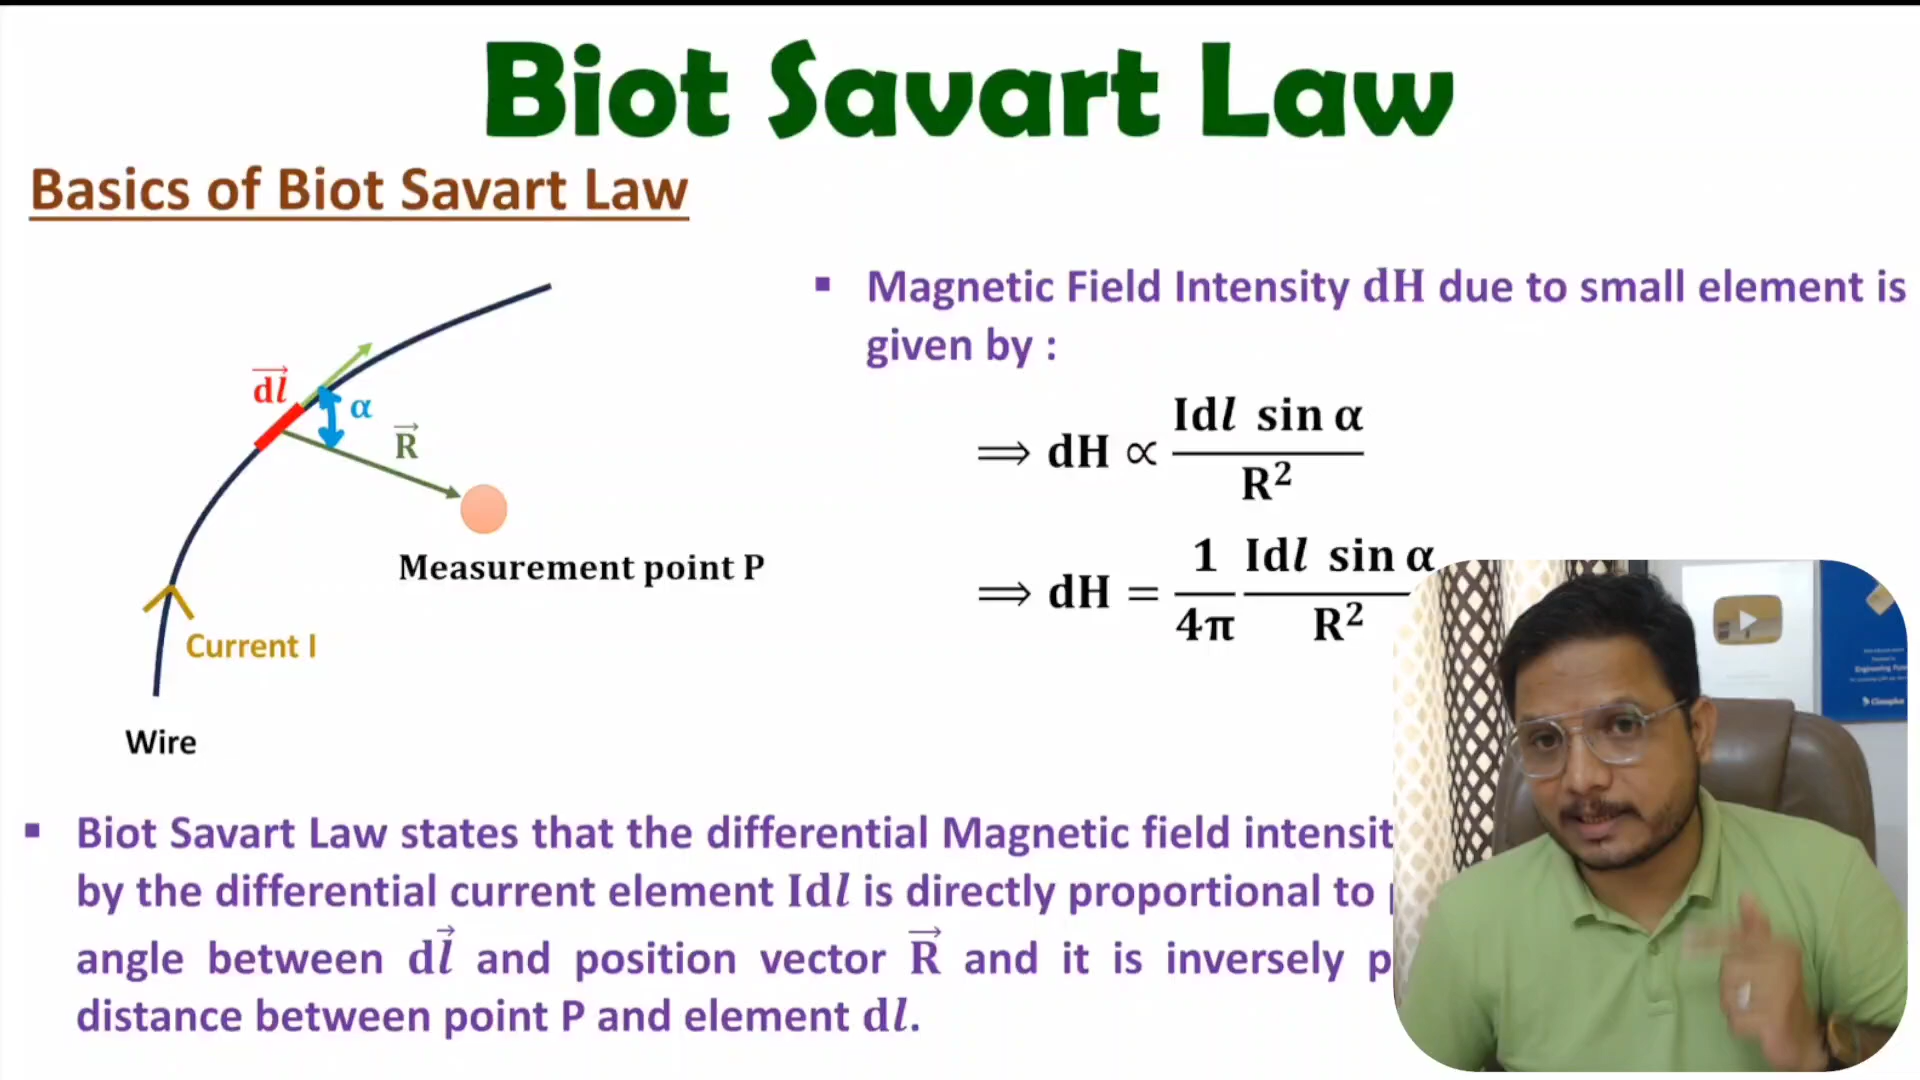 Biot Savart Law
Basics of Biot Savart Law
▪ Magnetic Field Intensity dH due to small element is
given by :
⟹ dH ∝ Idl sin α / R²
⟹ dH = 1/4π Idl sin α / R²
dl
α
R
Measurement point P
Current I
Wire
▪ Biot Savart Law states that the differential Magnetic field intensit
by the differential current element Idl is directly proportional to
angle between dl⃗ and position vector R⃗ and it is inversely p
distance between point P and element dl.